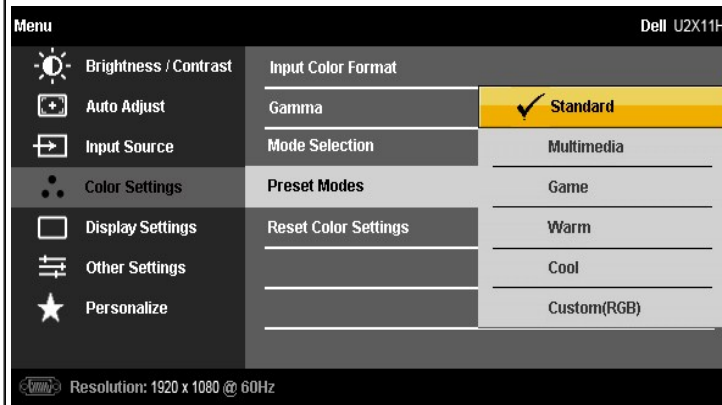 Menu
Dell U2X11H
Brightness / Contrast
Auto Adjust
Input Source
Color Settings
Display Settings
Other Settings
Personalize
Input Color Format
Gamma
Mode Selection
Preset Modes
Reset Color Settings
Standard
Multimedia
Game
Warm
Cool
Custom(RGB)
Resolution: 1920 x 1080 @ 60Hz